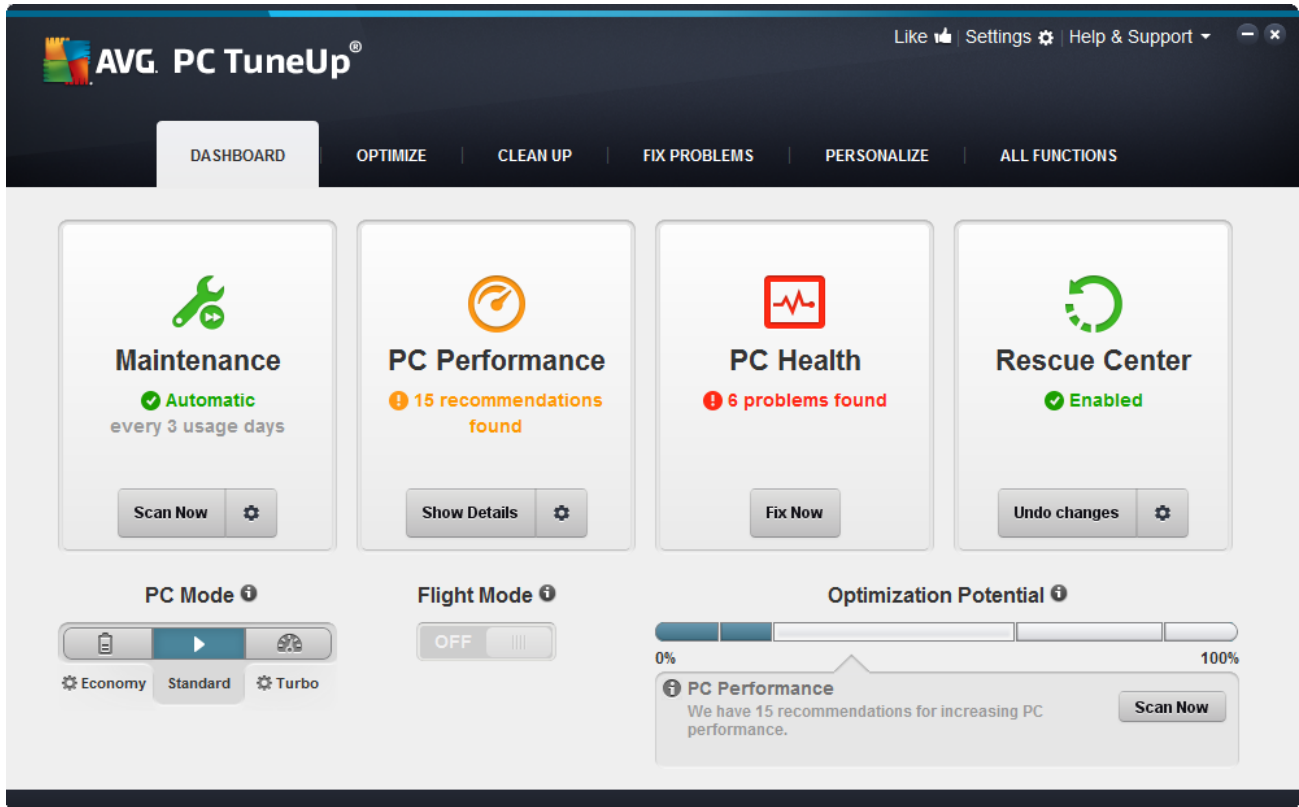 AVG. PC TuneUp®
Like | Settings | Help & Support
DASHBOARD
OPTIMIZE
CLEAN UP
FIX PROBLEMS
PERSONALIZE
ALL FUNCTIONS
Maintenance
Automatic
every 3 usage days
Scan Now
PC Performance
15 recommendations
found
Show Details
PC Health
6 problems found
Fix Now
Rescue Center
Enabled
Undo changes
PC Mode
Economy
Standard
Turbo
Flight Mode
OFF
Optimization Potential
0%
100%
PC Performance
We have 15 recommendations for increasing PC
performance.
Scan Now